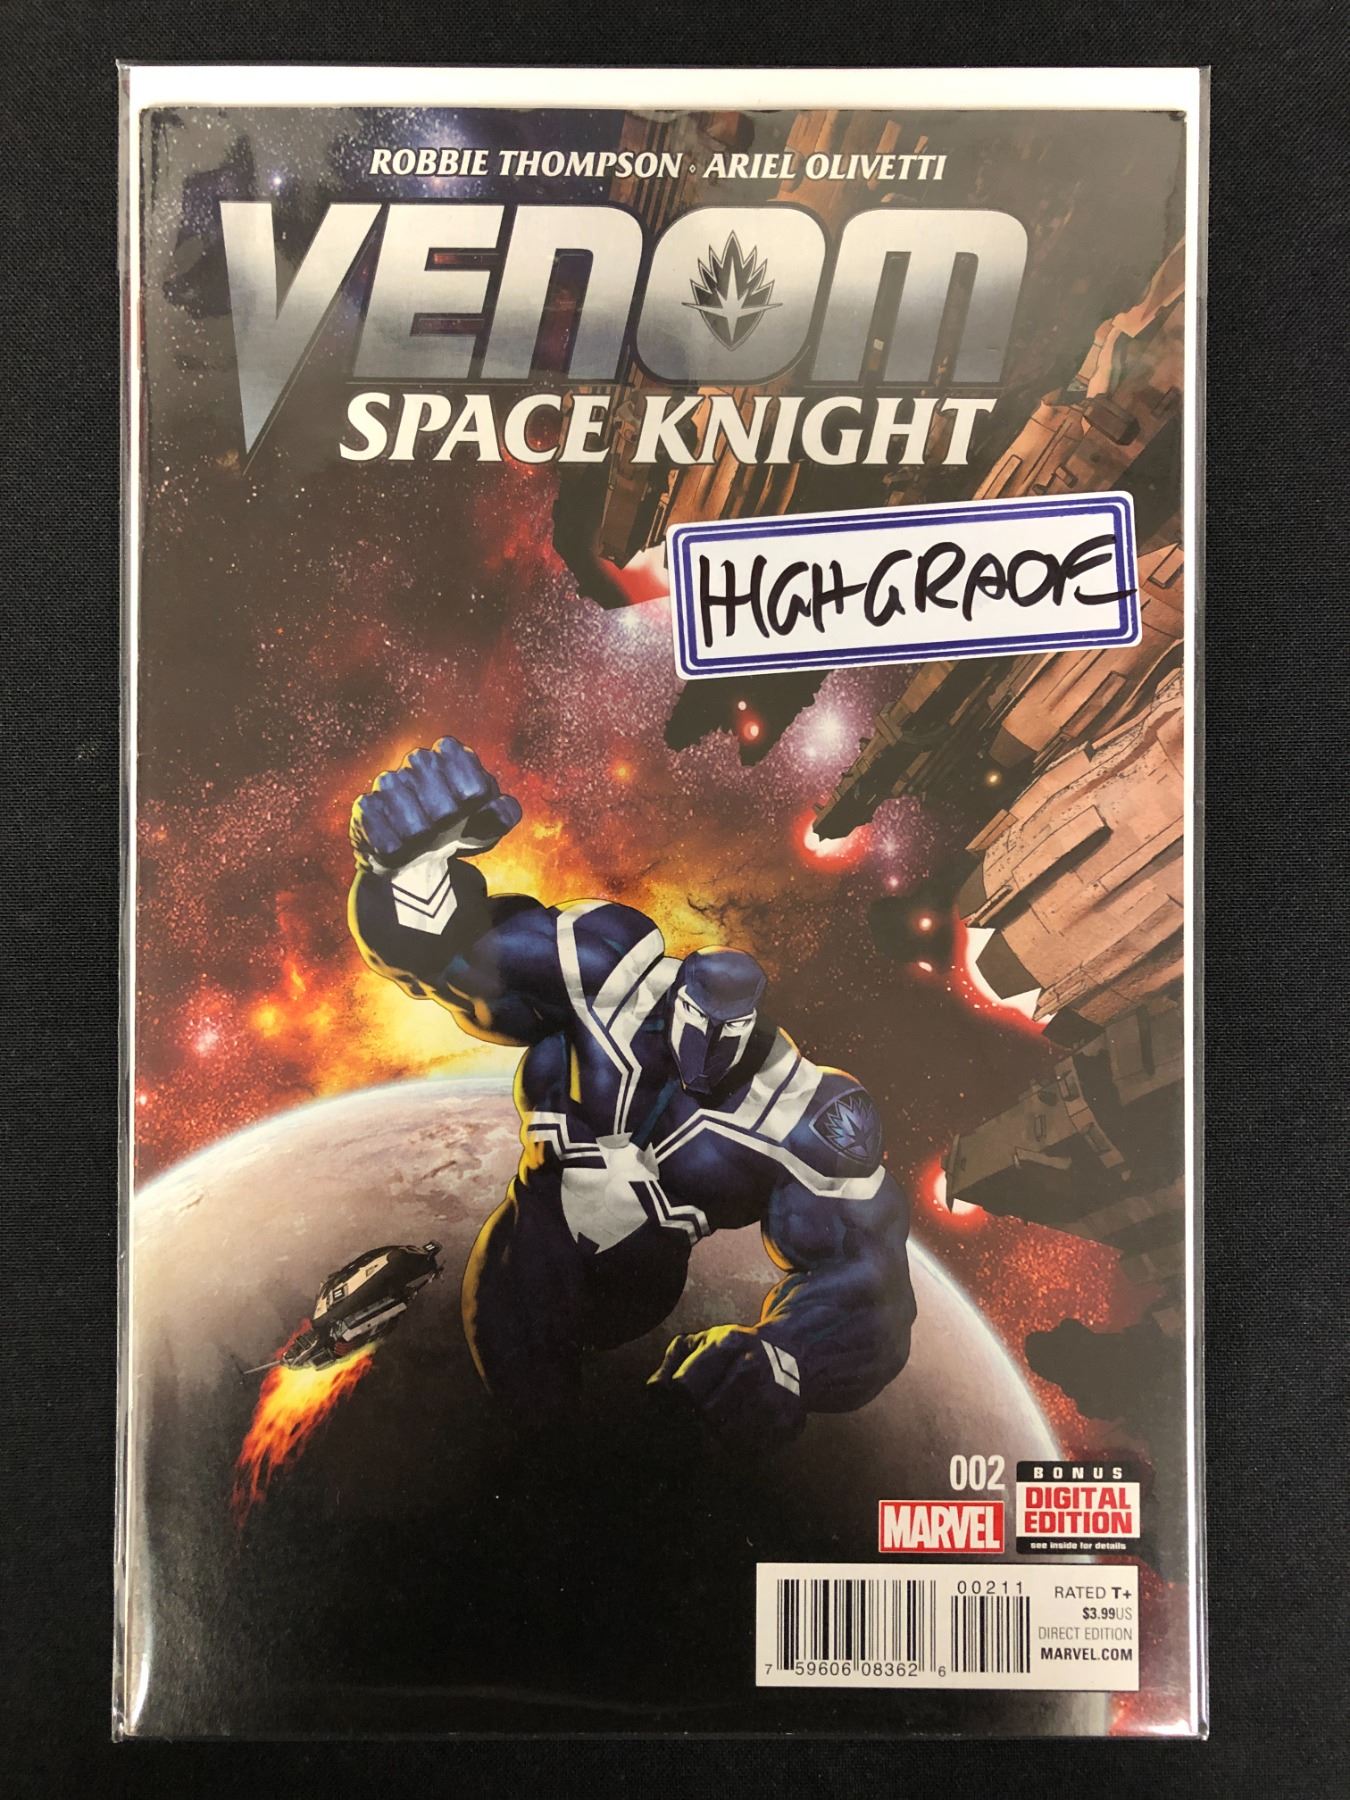 ROBBIE THOMPSON ⋄ ARIEL OLIVETTI
VENOM
SPACE KNIGHT
HIGH GRADE
002
MARVEL
BONUS
DIGITAL
EDITION
see inside for details
00211
7 59606 08362 6
RATED T+
$3.99US
DIRECT EDITION
MARVEL.COM